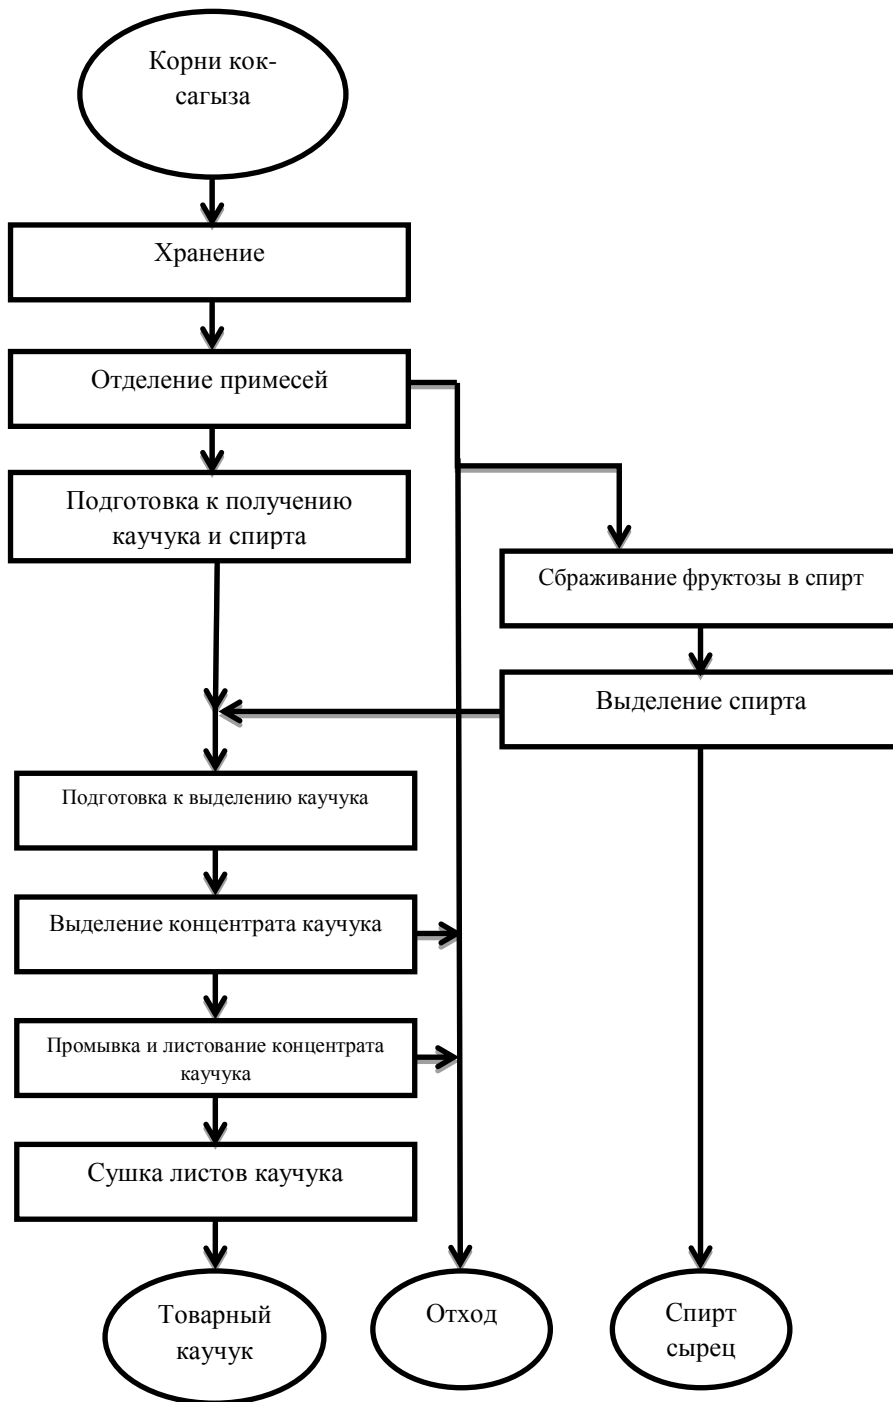 Корни кок-
сагыза
Хранение
Отделение примесей
Подготовка к получению
каучука и спирта
Сбраживание фруктозы в спирт
Выделение спирта
Подготовка к выделению каучука
Выделение концентрата каучука
Промывка и листование концентрата
каучука
Сушка листов каучука
Товарный
каучук
Отход
Спирт
сырец